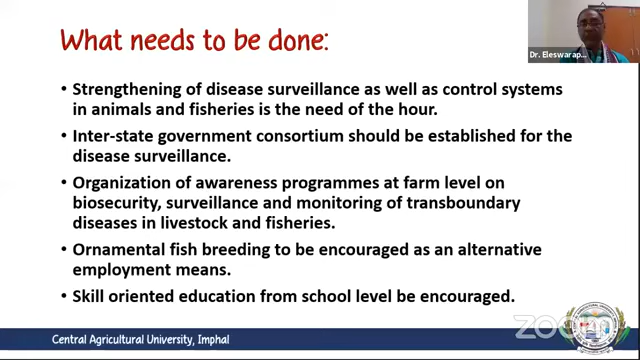 What needs to be done:
Dr. Eleswarap...
• Strengthening of disease surveillance as well as control systems
in animals and fisheries is the need of the hour.
• Inter-state government consortium should be established for the
disease surveillance.
• Organization of awareness programmes at farm level on
biosecurity, surveillance and monitoring of transboundary
diseases in livestock and fisheries.
• Ornamental fish breeding to be encouraged as an alternative
employment means.
• Skill oriented education from school level be encouraged.
zoom
Central Agricultural University, Imphal